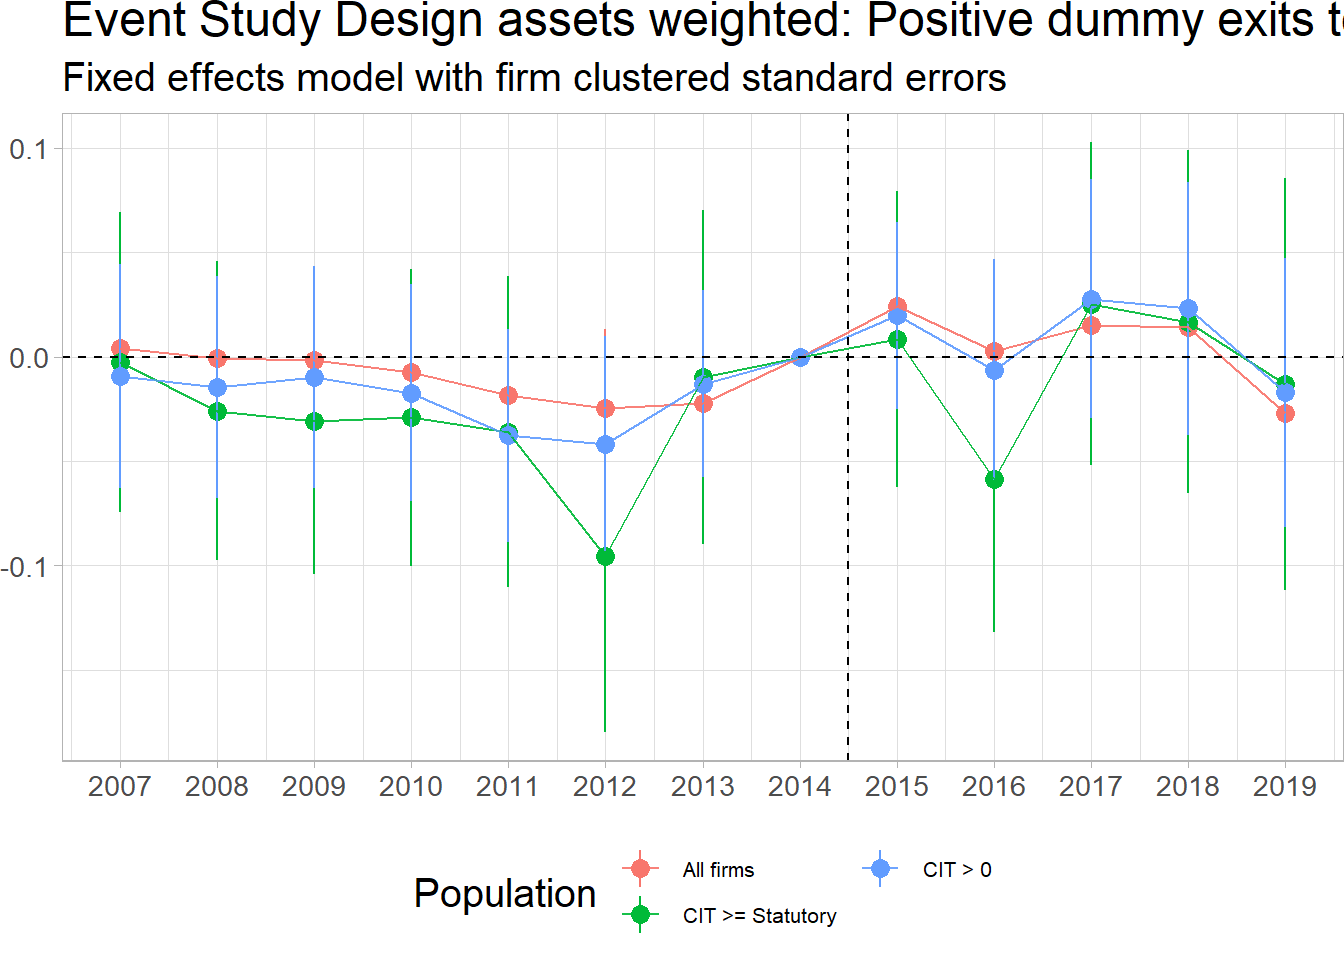 Event Study Design assets weighted: Positive dummy exits
Fixed effects model with firm clustered standard errors
0.1
0.0
-0.1
2007 2008 2009 2010 2011 2012 2013 2014 2015 2016 2017 2018 2019
Population
All firms
CIT > 0
CIT >= Statutory